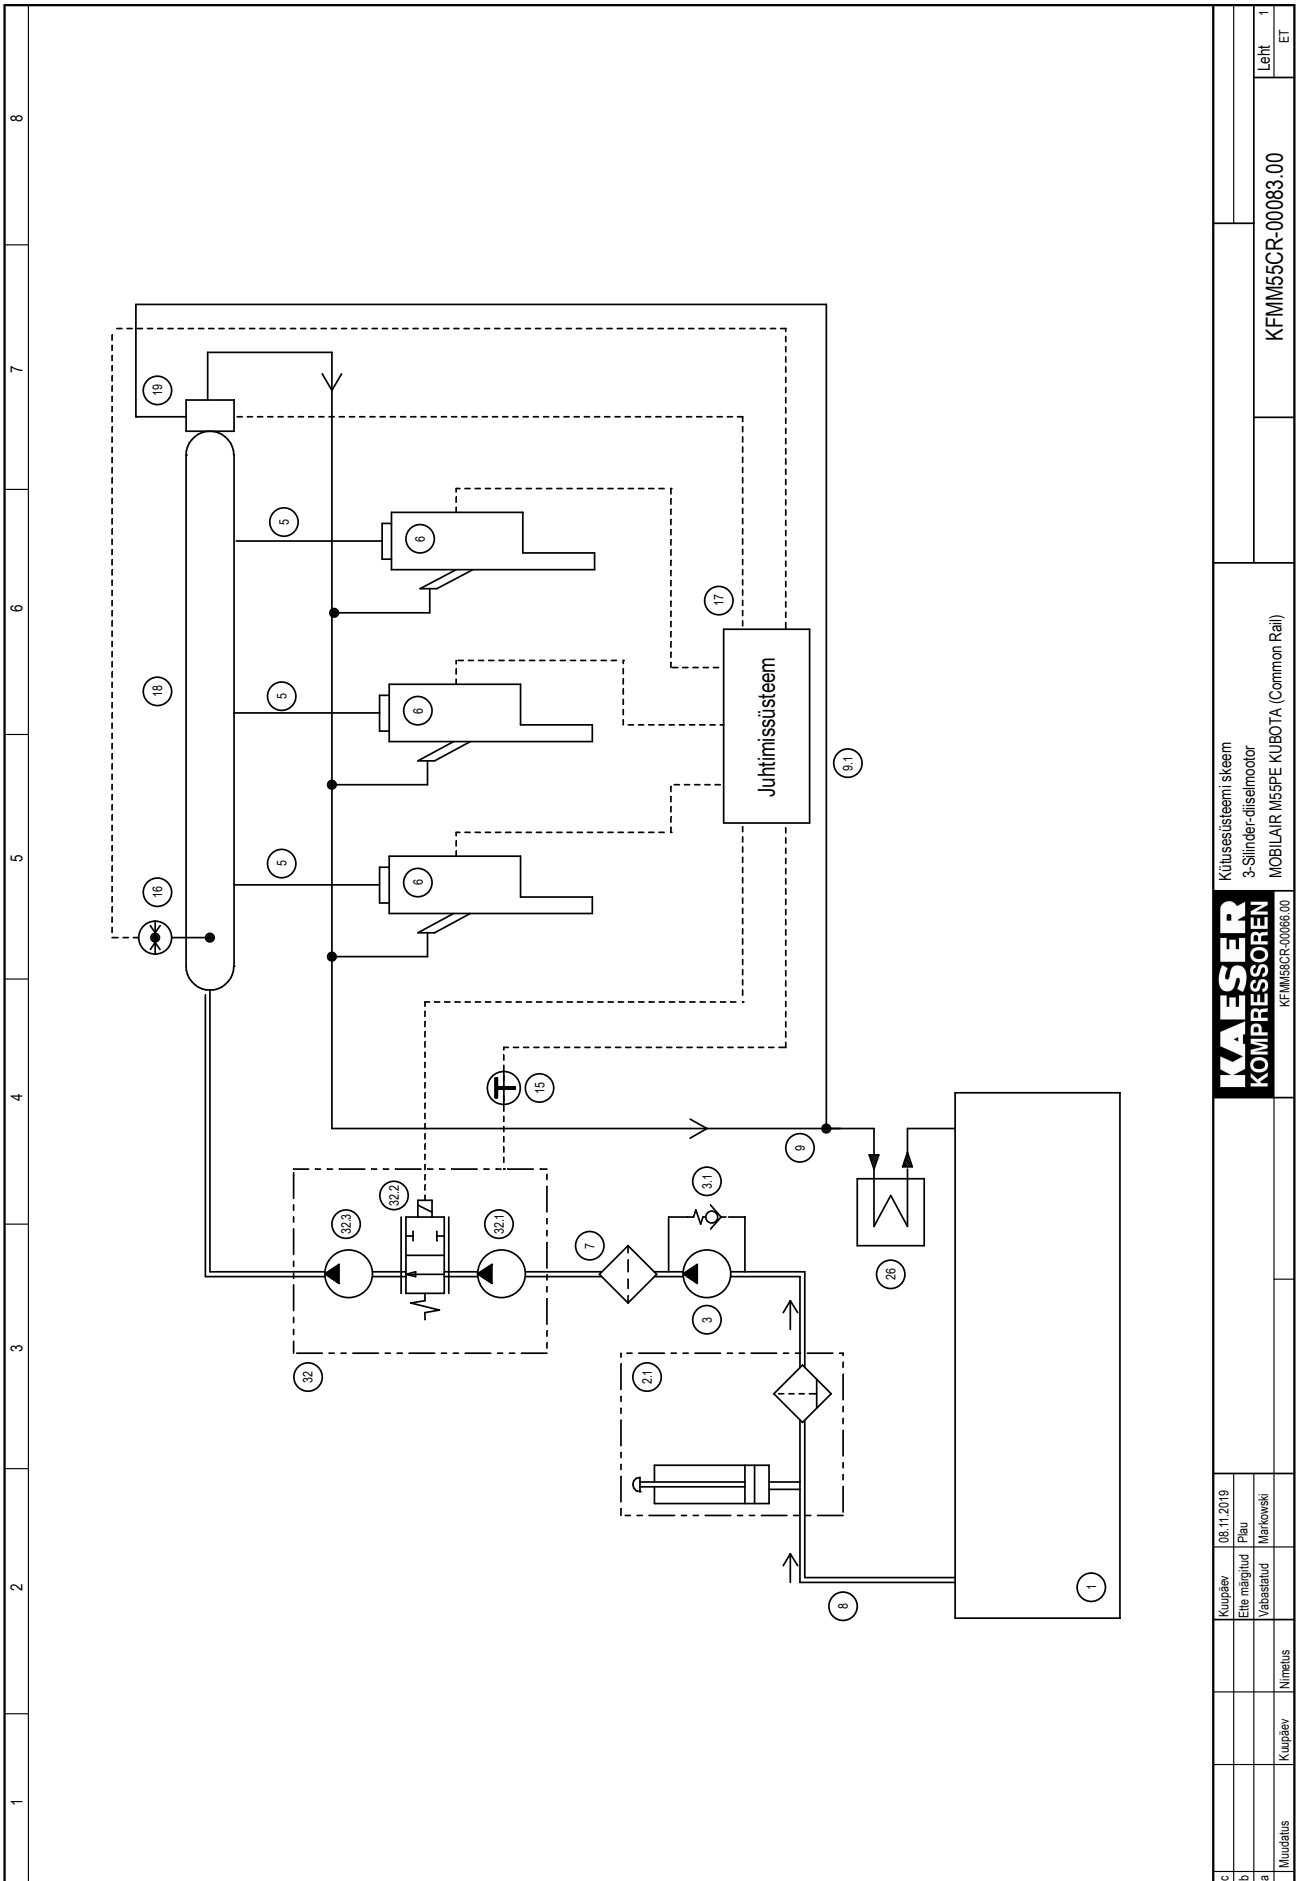 1
2
3
4
5
6
7
8
19
18
16
5
5
5
6
6
6
17
Juhtimissüsteem
9.1
15
9
32.3
32.2
32.1
32
7
3.1
3
26
2.1
8
1
c
b
a
Muudatus
Kuupäev
Nimetus
Kuupäev
08.11.2019
Ette märgitud
Plau
Vabastatud
Markowski
KAESER
KOMPRESSOREN
KFMM58CR-00066.00
Kütusesüsteemi skeem
3-Silinder-diiselmootor
MOBILAIR M55PE KUBOTA (Common Rail)
KFMM55CR-00083.00
Leht 1
ET